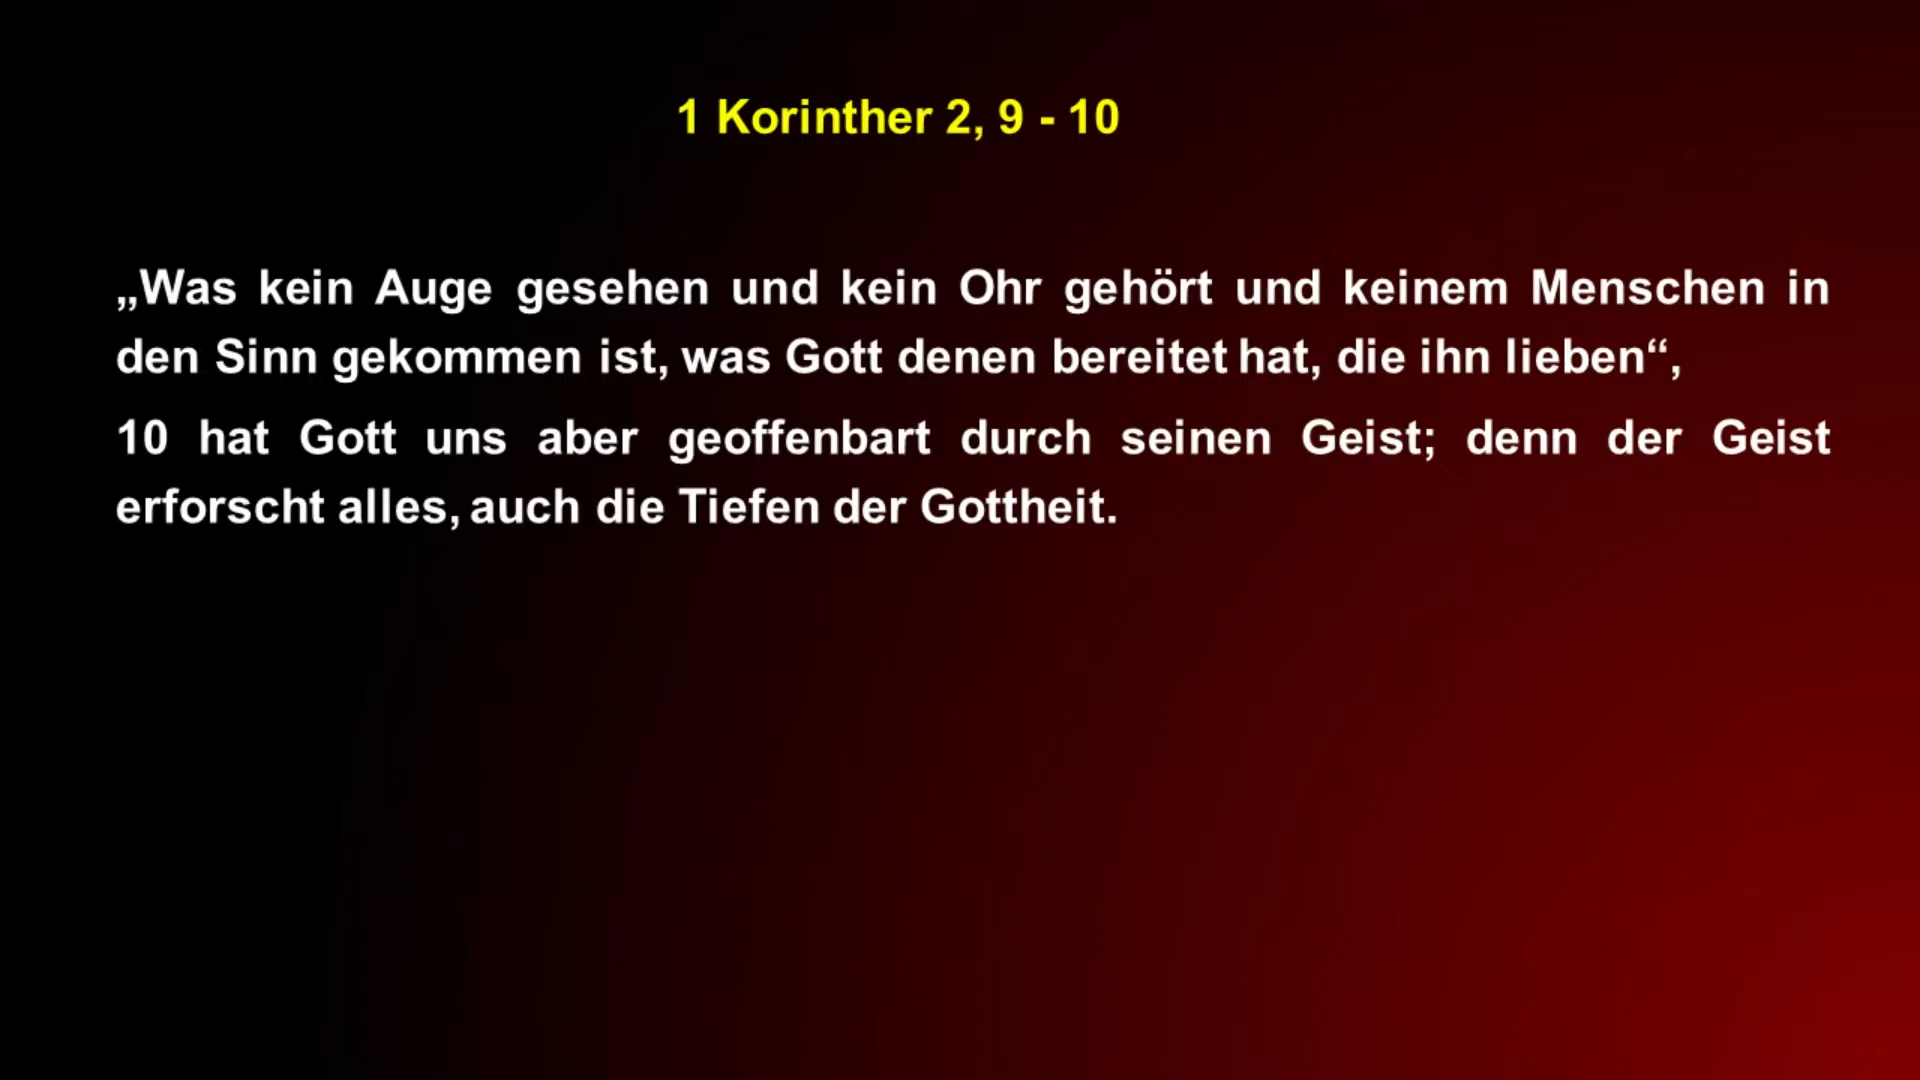 1 Korinther 2, 9 - 10
„Was kein Auge gesehen und kein Ohr gehört und keinem Menschen in
den Sinn gekommen ist, was Gott denen bereitet hat, die ihn lieben“,
10 hat Gott uns aber geoffenbart durch seinen Geist; denn der Geist
erforscht alles, auch die Tiefen der Gottheit.